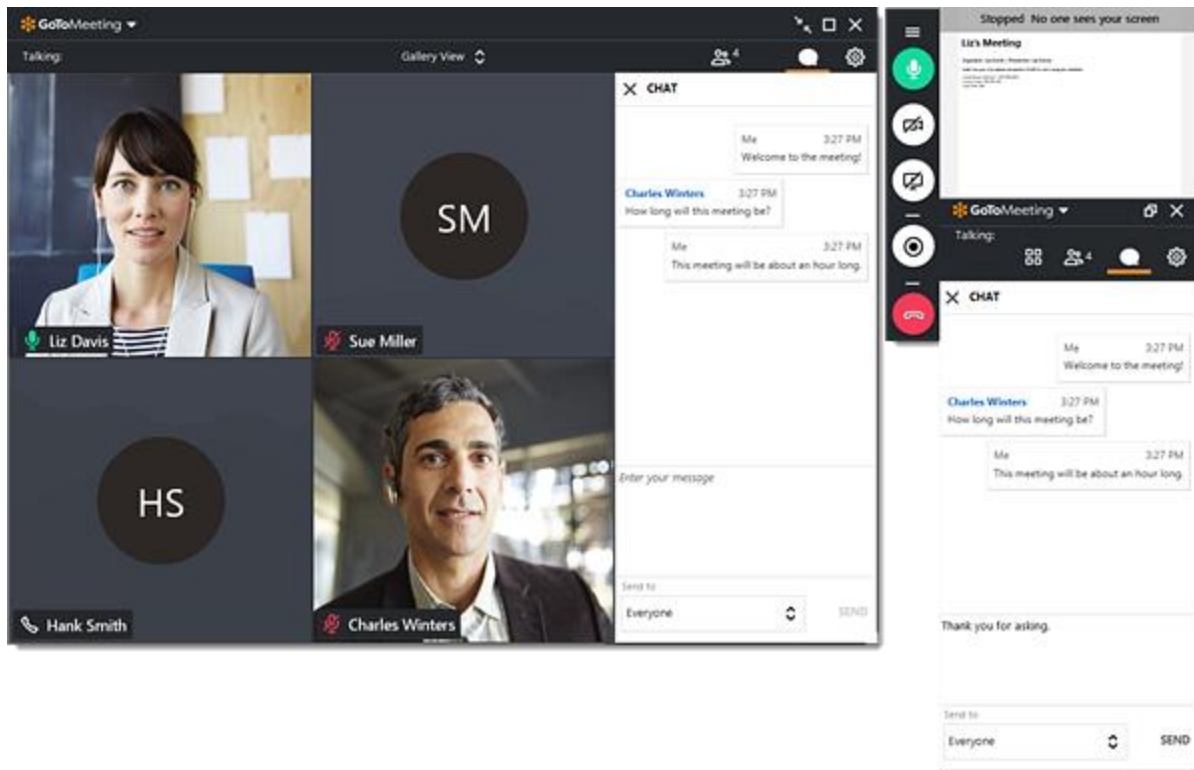 GoToMeeting
Talking:
Gallery View
4
CHAT
Me 3:27 PM
Welcome to the meeting!
Charles Winters 3:27 PM
How long will this meeting be?
Me 3:27 PM
This meeting will be about an hour long.
SM
Liz Davis
Sue Miller
HS
Hank Smith
Charles Winters
Enter your message
Send to
Everyone
SEND
Stopped No one sees your screen
Liz's Meeting
GoToMeeting
Talking:
4
CHAT
Me 3:27 PM
Welcome to the meeting!
Charles Winters 3:27 PM
How long will this meeting be?
Me 3:27 PM
This meeting will be about an hour long.
Thank you for asking.
Send to
Everyone
SEND